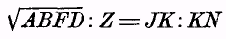 √ABFD : Z = JK : KN